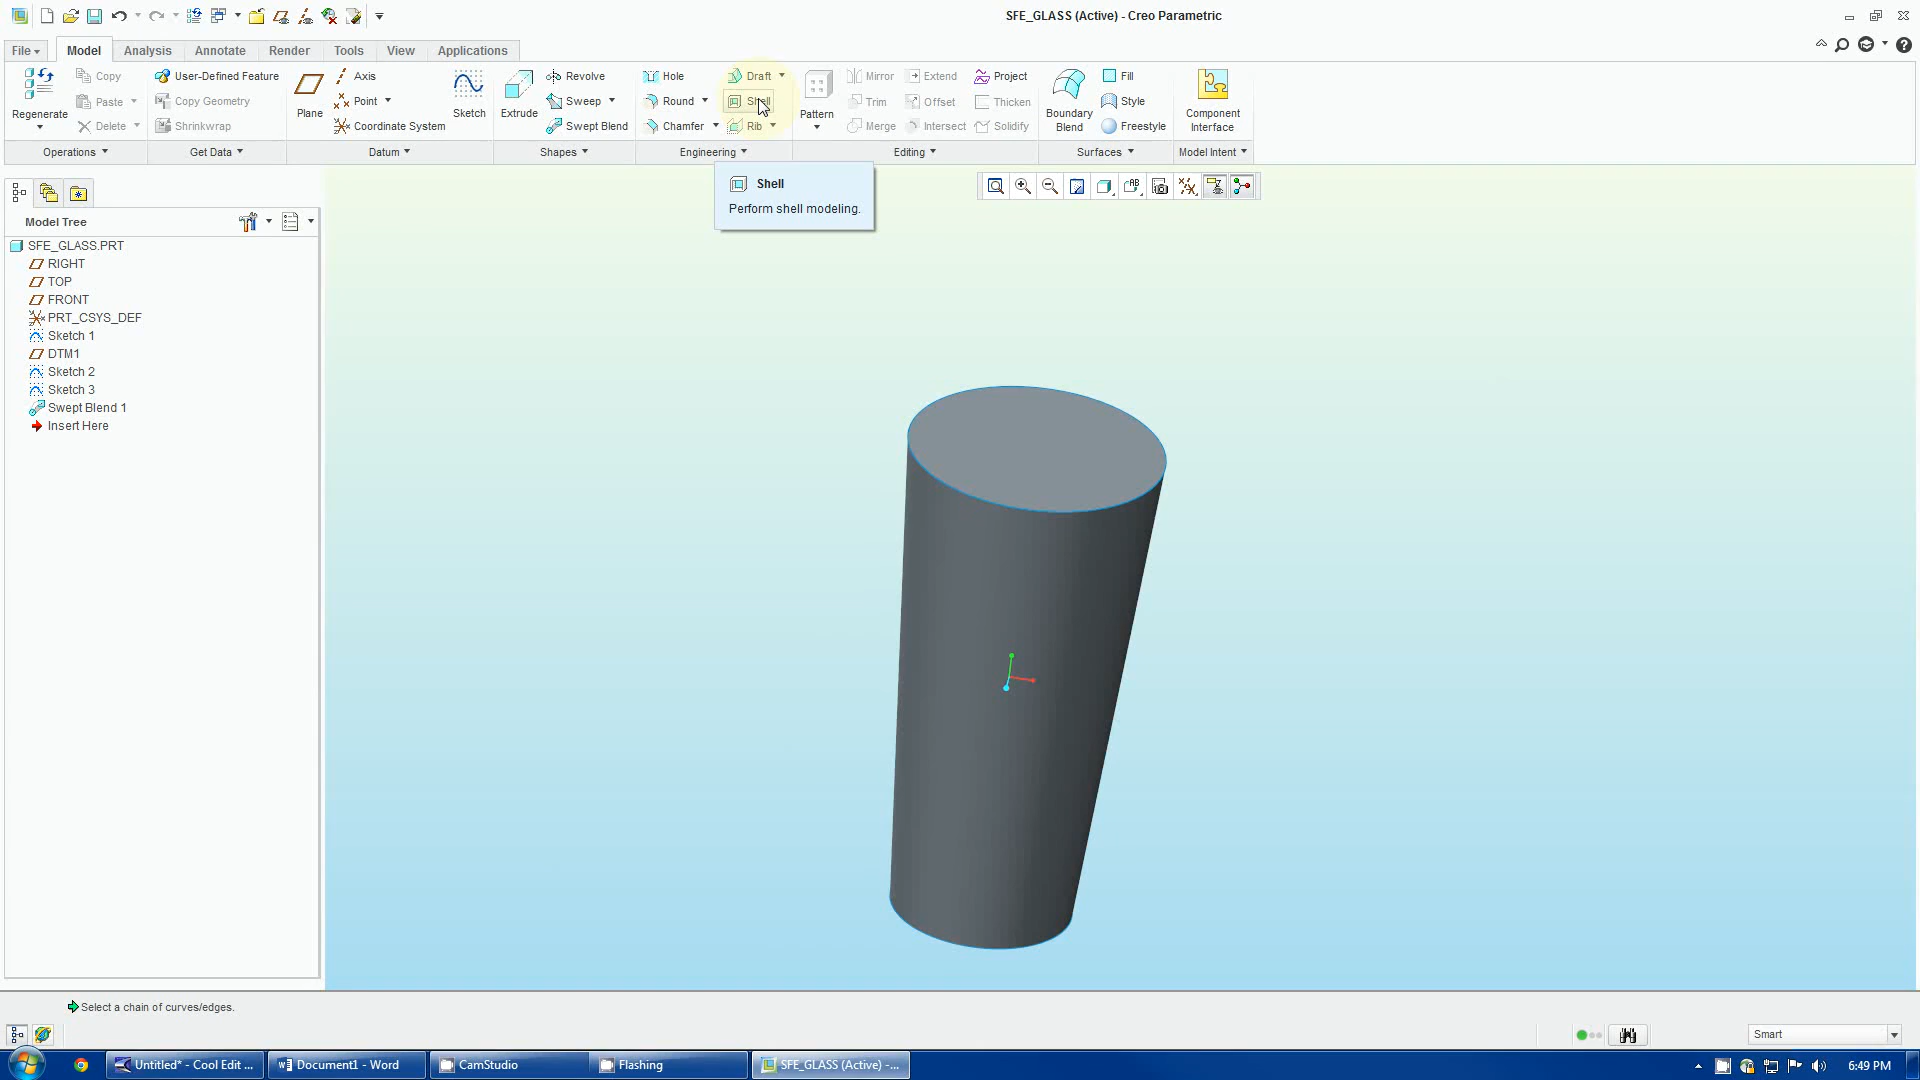 SFE_GLASS (Active) - Creo Parametric
File Model Analysis Annotate Render Tools View Applications
Regenerate Copy Paste Delete
Operations
User-Defined Feature Copy Geometry Shrinkwrap
Get Data
Plane Axis Point Coordinate System Sketch
Datum
Extrude Revolve Sweep Swept Blend
Shapes
Hole Round Chamfer Draft Shell Rib
Engineering
Pattern Mirror Trim Merge Extend Offset Intersect Project Thicken Solidify
Editing
Boundary Blend Fill Style Freestyle
Surfaces
Component Interface
Model Intent
Shell
Perform shell modeling.
Model Tree
SFE_GLASS.PRT
RIGHT
TOP
FRONT
PRT_CSYS_DEF
Sketch 1
DTM1
Sketch 2
Sketch 3
Swept Blend 1
Insert Here
Select a chain of curves/edges.
Smart
Untitled* - Cool Edit ... Document1 - Word CamStudio Flashing SFE_GLASS (Active) -... 6:49 PM